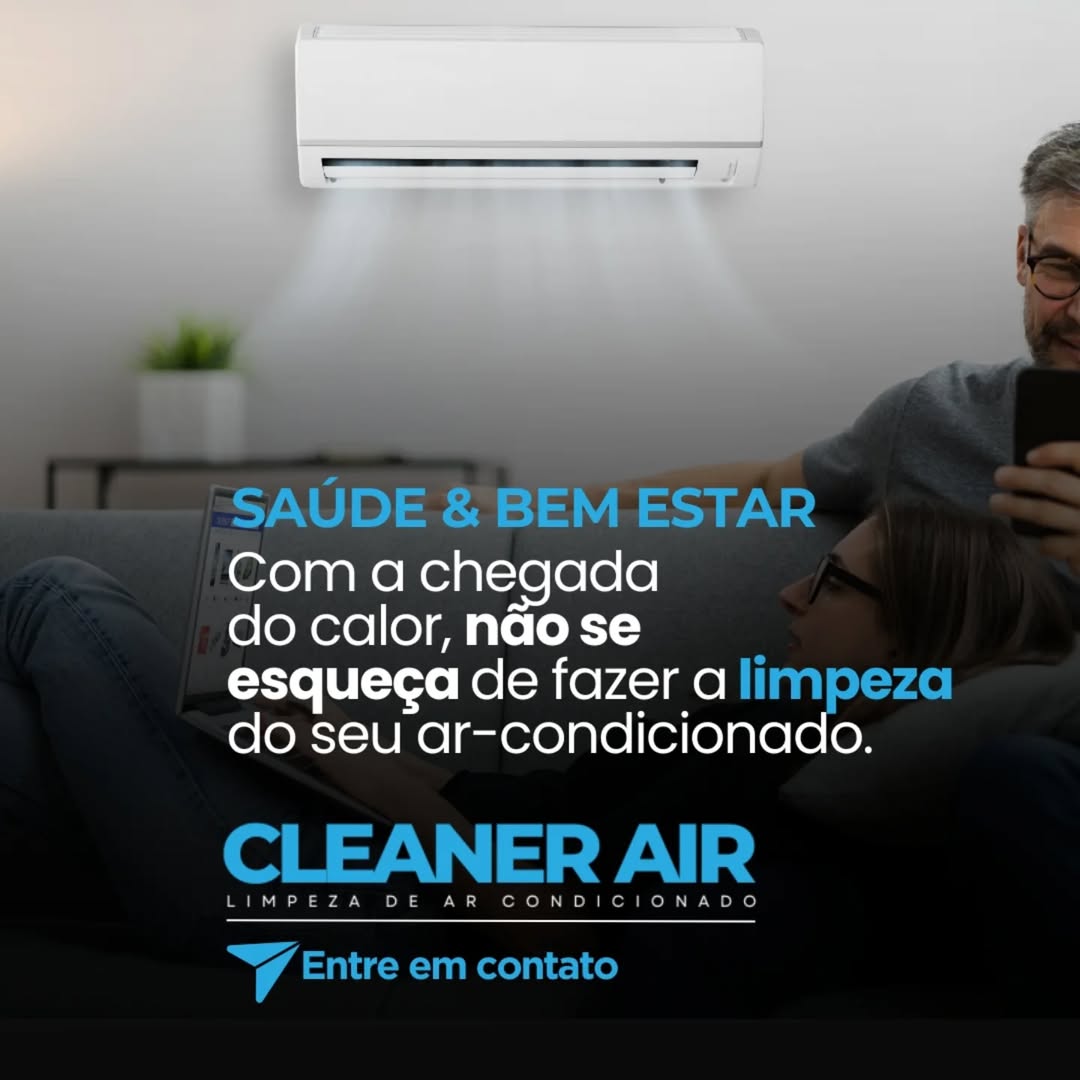 SAÚDE & BEM ESTAR
Com a chegada
do calor, não se
esqueça de fazer a limpeza
do seu ar-condicionado.
CLEANER AIR
LIMPEZA DE AR CONDICIONADO
Entre em contato